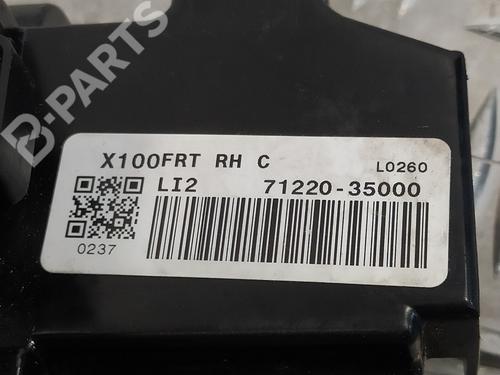 B-PARTS
X100FRT RH C L0260
LI2 71220-35000
0237